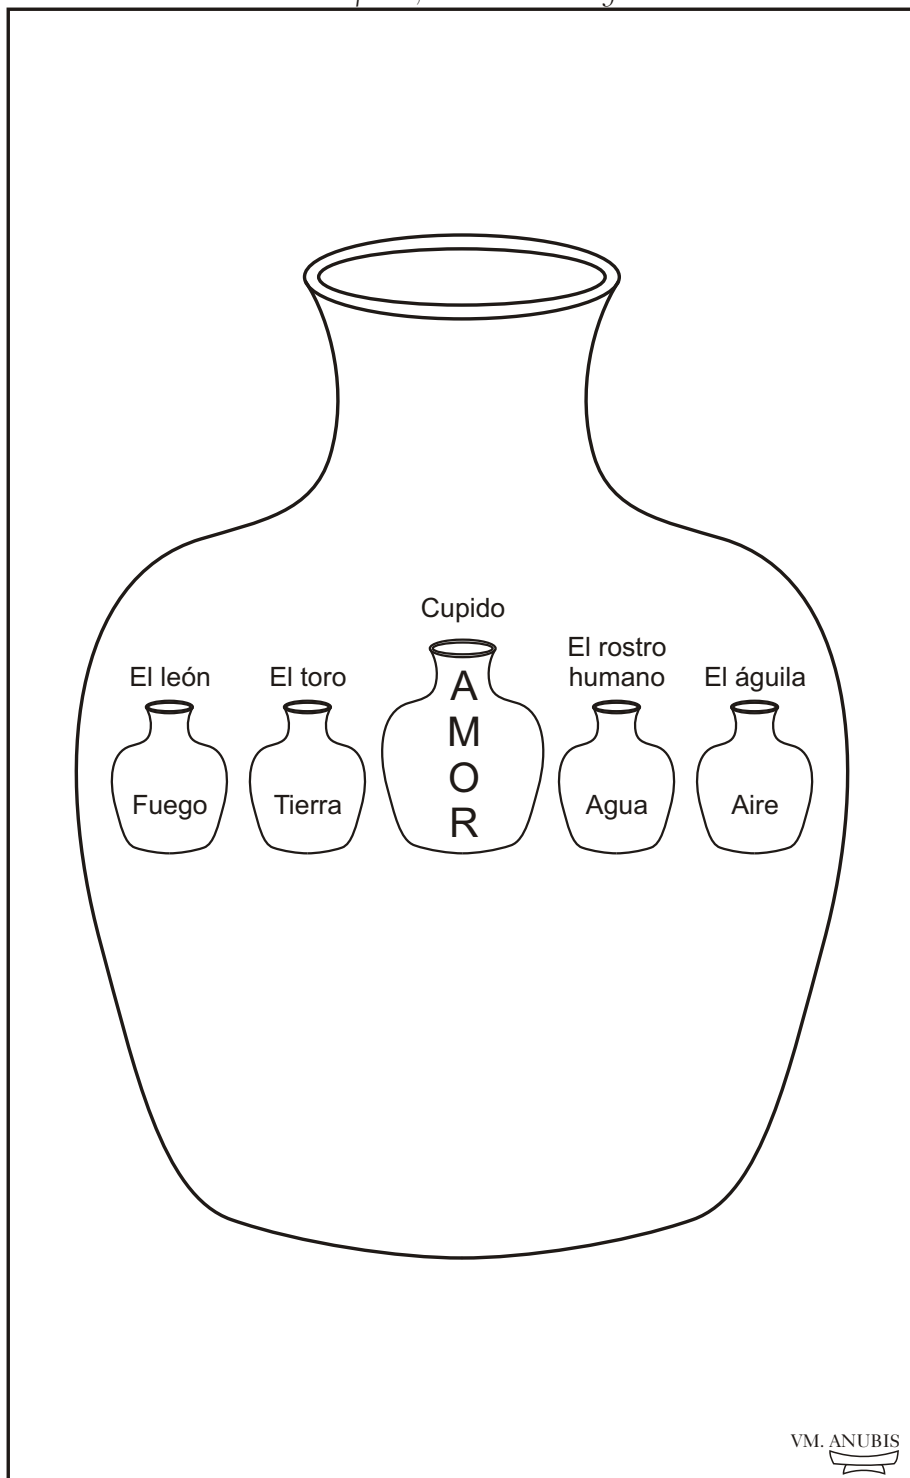 Cupido
El rostro
humano
El león
El toro
El águila
A
M
O
R
Fuego
Tierra
Agua
Aire
VM. ANUBIS